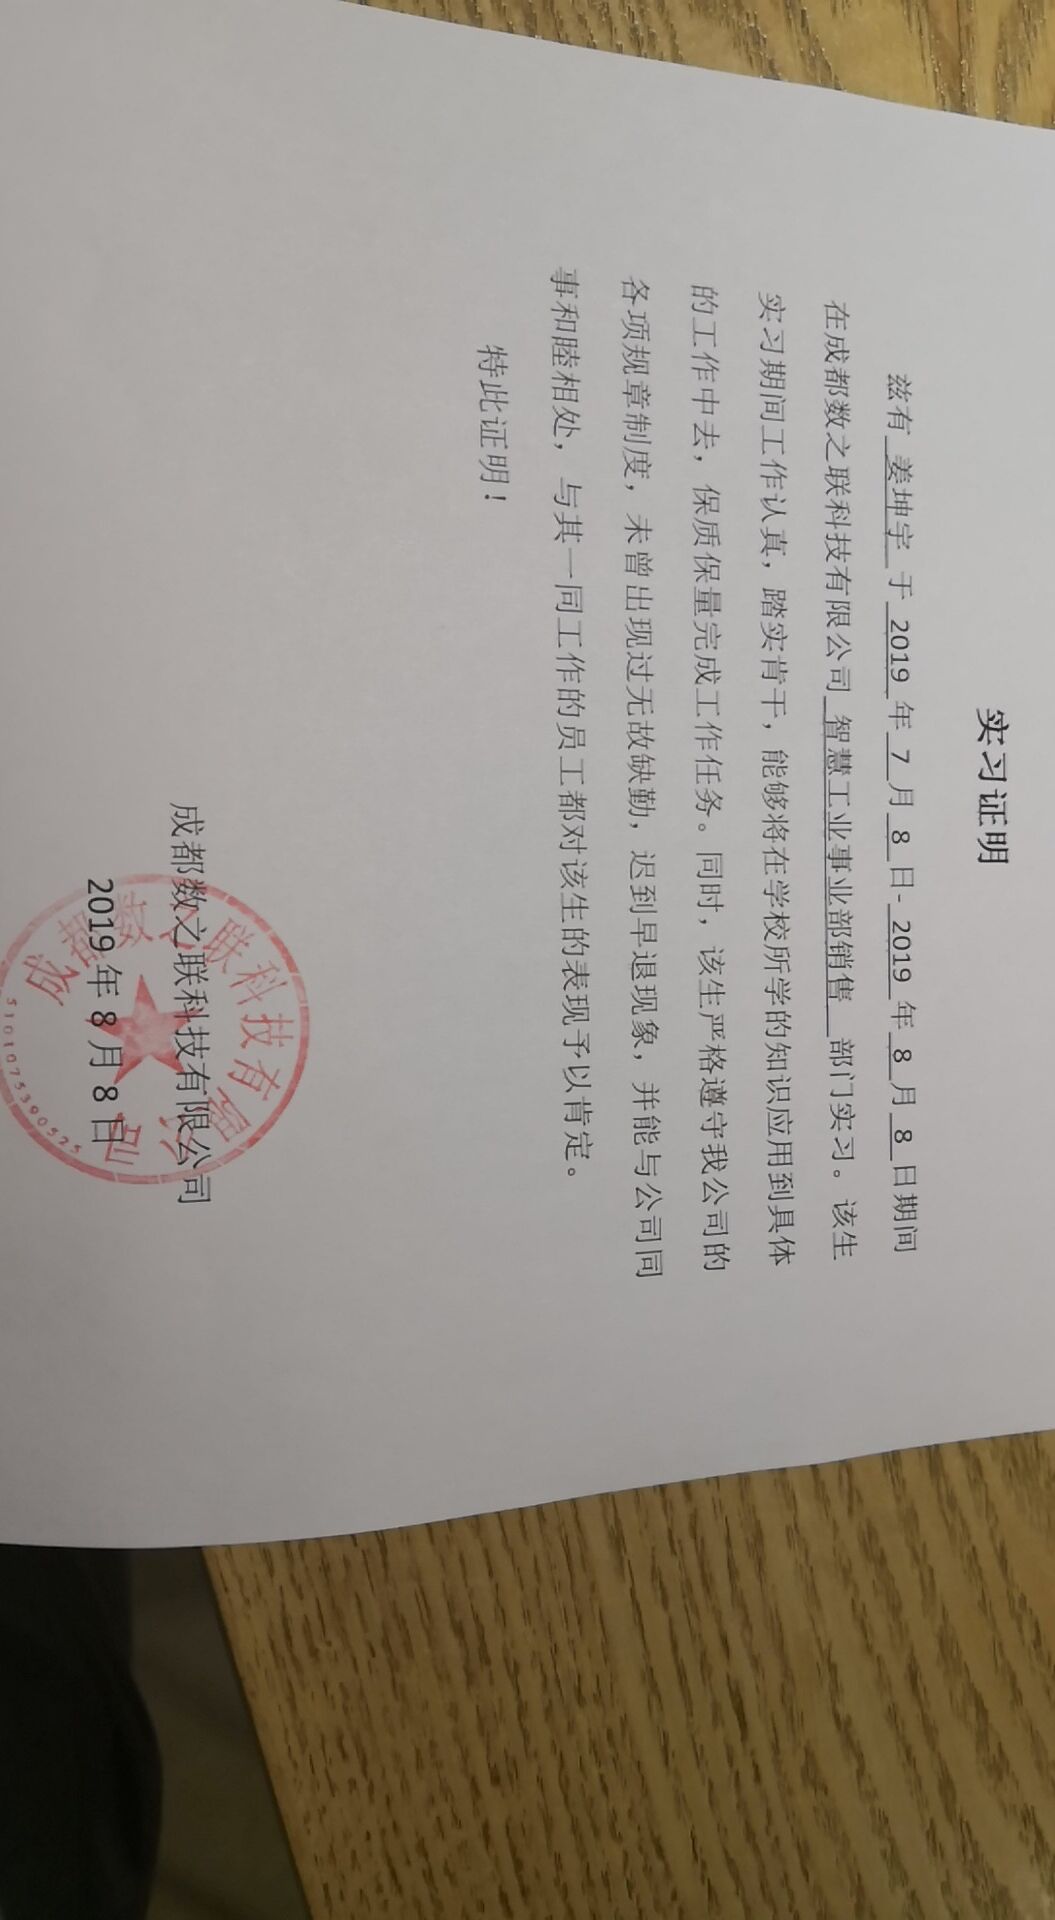 实习证明
兹有 姜坤宇 于 2019 年 7 月 8 日- 2019 年 8 月 8 日期间
在成都数之联科技有限公司 智慧工业事业部销售 部门实习。该生
实习期间工作认真，踏实肯干，能够将在学校所学的知识应用到具体
的工作中去，保质保量完成工作任务。同时，该生严格遵守我公司的
各项规章制度，未曾出现过无故缺勤，迟到早退现象，并能与公司同
事和睦相处，与其一同工作的员工都对该生的表现予以肯定。
特此证明！
成都数之联科技有限公司
2019 年 8 月 8 日
成都数之联科技有限公司
5101075390525